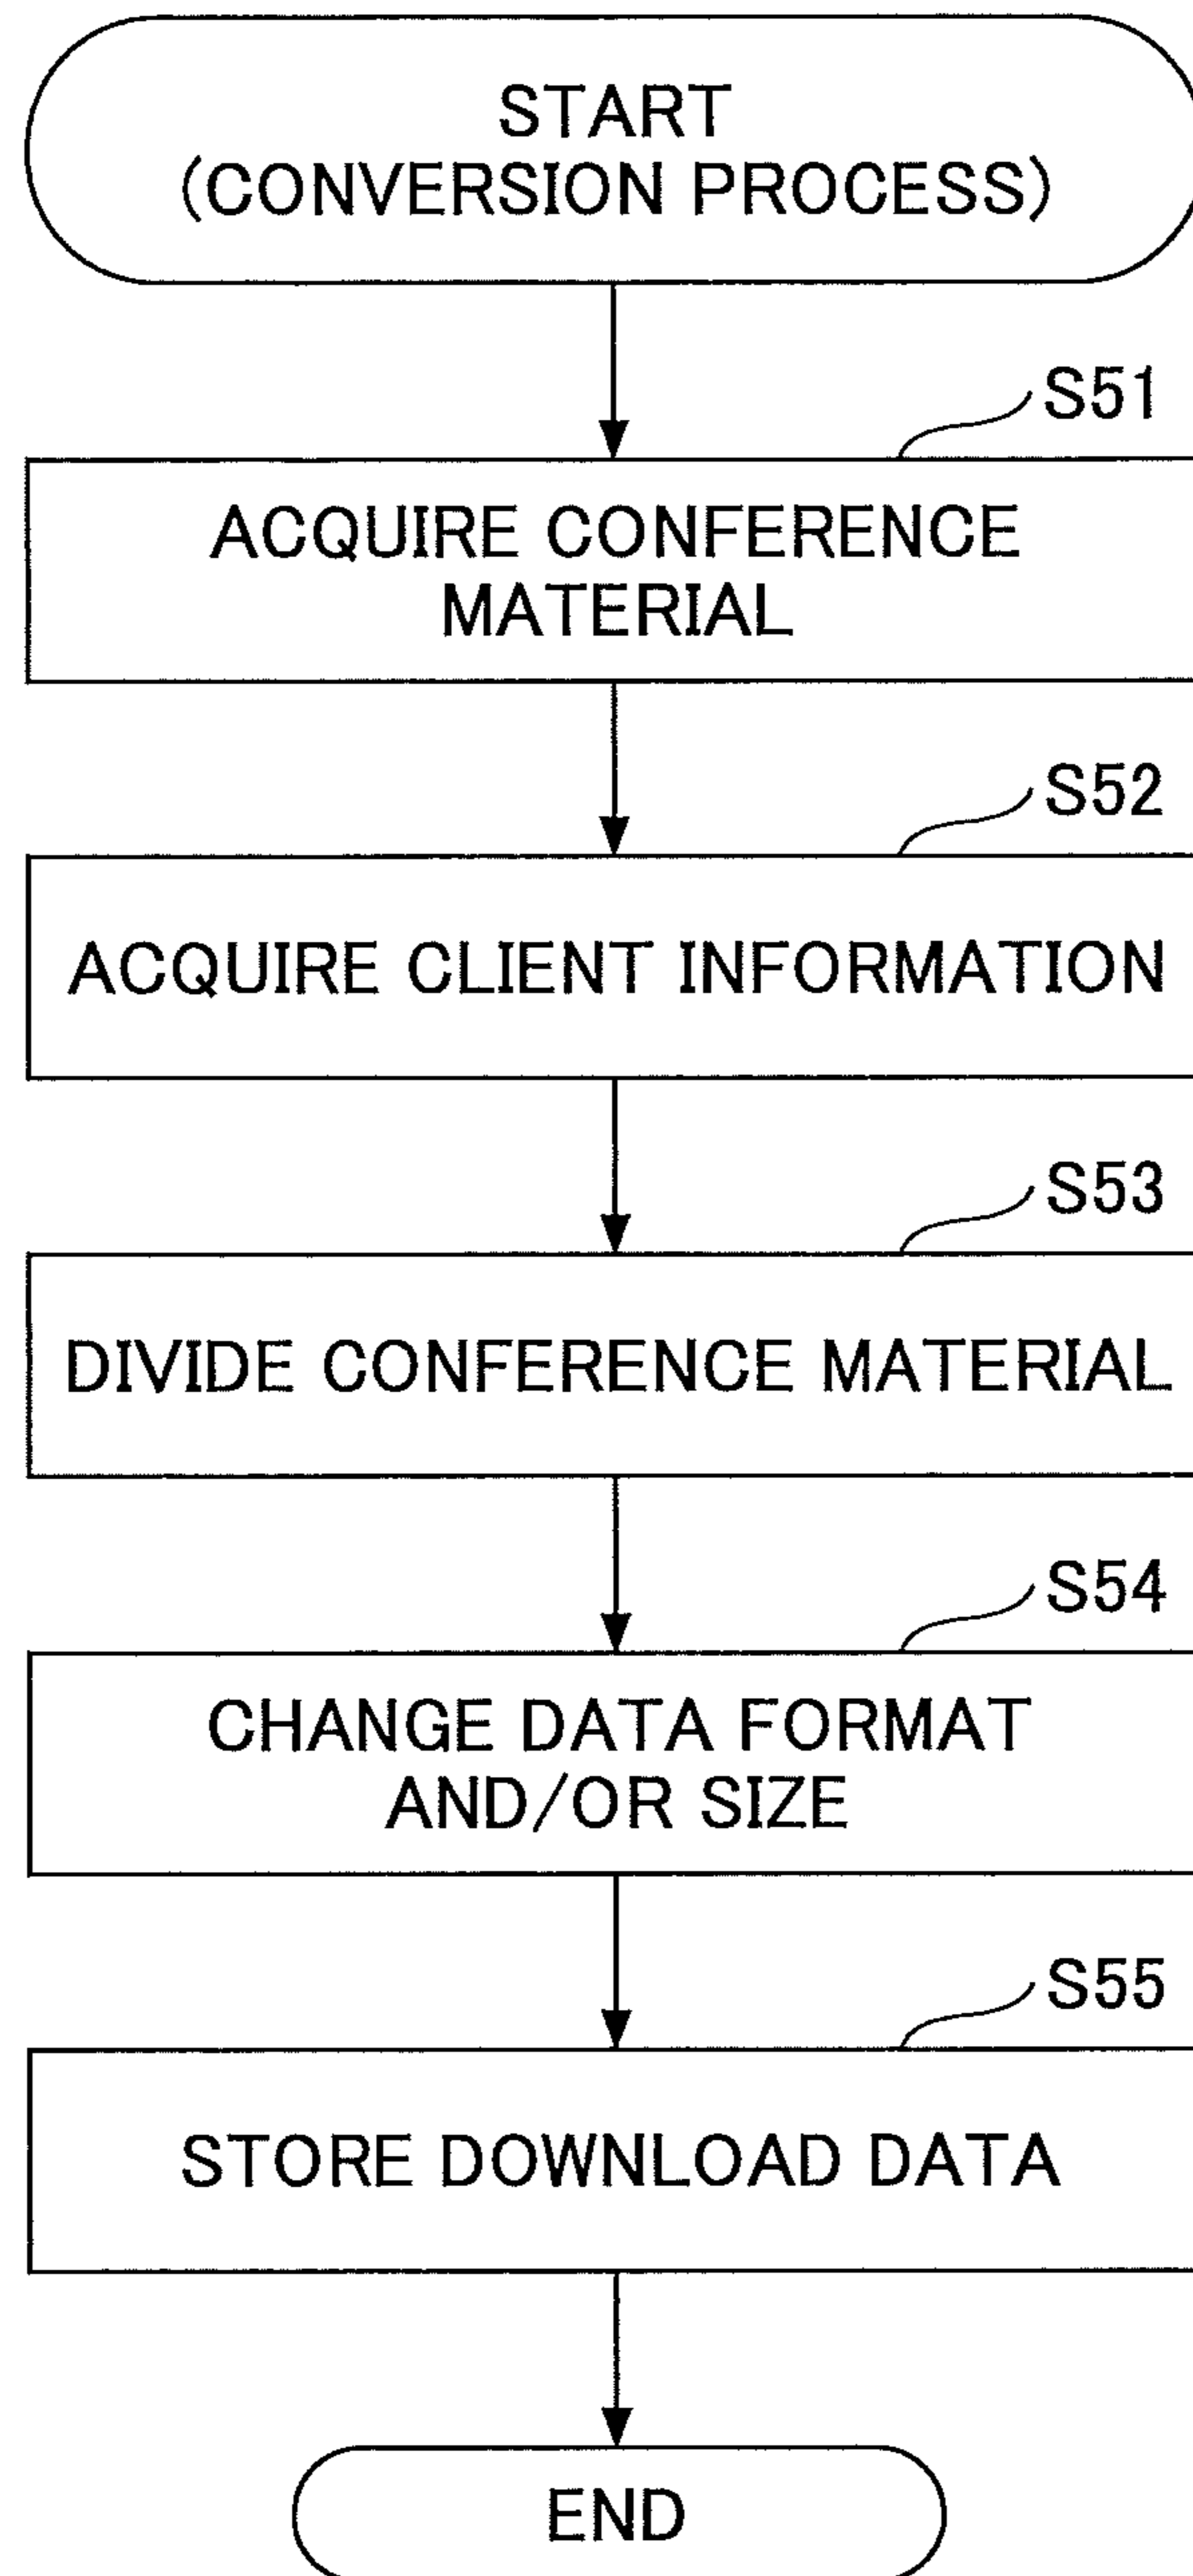 START
(CONVERSION PROCESS)
S51
ACQUIRE CONFERENCE
MATERIAL
S52
ACQUIRE CLIENT INFORMATION
S53
DIVIDE CONFERENCE MATERIAL
S54
CHANGE DATA FORMAT
AND/OR SIZE
S55
STORE DOWNLOAD DATA
END